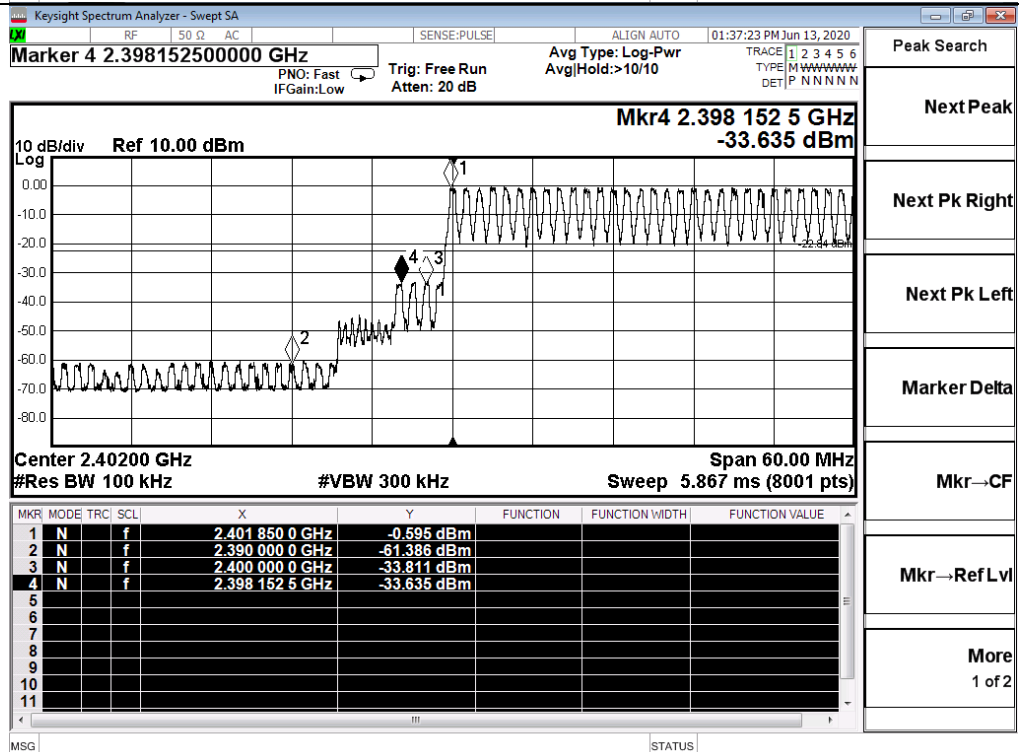 Keysight Spectrum Analyzer - Swept SA
LXI RF 50 Ω AC SENSE:PULSE ALIGN AUTO 01:37:23 PM Jun 13, 2020
Marker 4 2.398152500000 GHz
PNO: Fast
IFGain:Low
Trig: Free Run
Atten: 20 dB
Avg Type: Log-Pwr
Avg|Hold:>10/10
TRACE 1 2 3 4 5 6
TYPE M WWWWW
DET P N N N N N
Mkr4 2.398 152 5 GHz
-33.635 dBm
10 dB/div Ref 10.00 dBm
Log
0.00
-10.0
-20.0
-30.0
-40.0
-50.0
-60.0
-70.0
-80.0
1
2
4 3
-22.84 dBm
Center 2.40200 GHz Span 60.00 MHz
#Res BW 100 kHz #VBW 300 kHz Sweep 5.867 ms (8001 pts)
MKR MODE TRC SCL X Y FUNCTION FUNCTION WIDTH FUNCTION VALUE
1 N f 2.401 850 0 GHz -0.595 dBm
2 N f 2.390 000 0 GHz -61.386 dBm
3 N f 2.400 000 0 GHz -33.811 dBm
4 N f 2.398 152 5 GHz -33.635 dBm
5
6
7
8
9
10
11
MSG STATUS
Peak Search
Next Peak
Next Pk Right
Next Pk Left
Marker Delta
Mkr→CF
Mkr→Ref Lvl
More
1 of 2